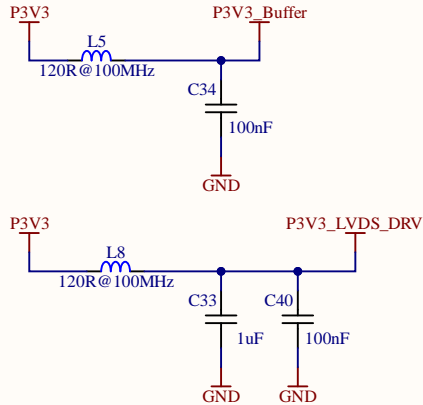 P3V3 P3V3_Buffer
L5
120R@100MHz
C34
100nF
GND
P3V3 P3V3_LVDS_DRV
L8
120R@100MHz
C33 C40
1uF 100nF
GND GND